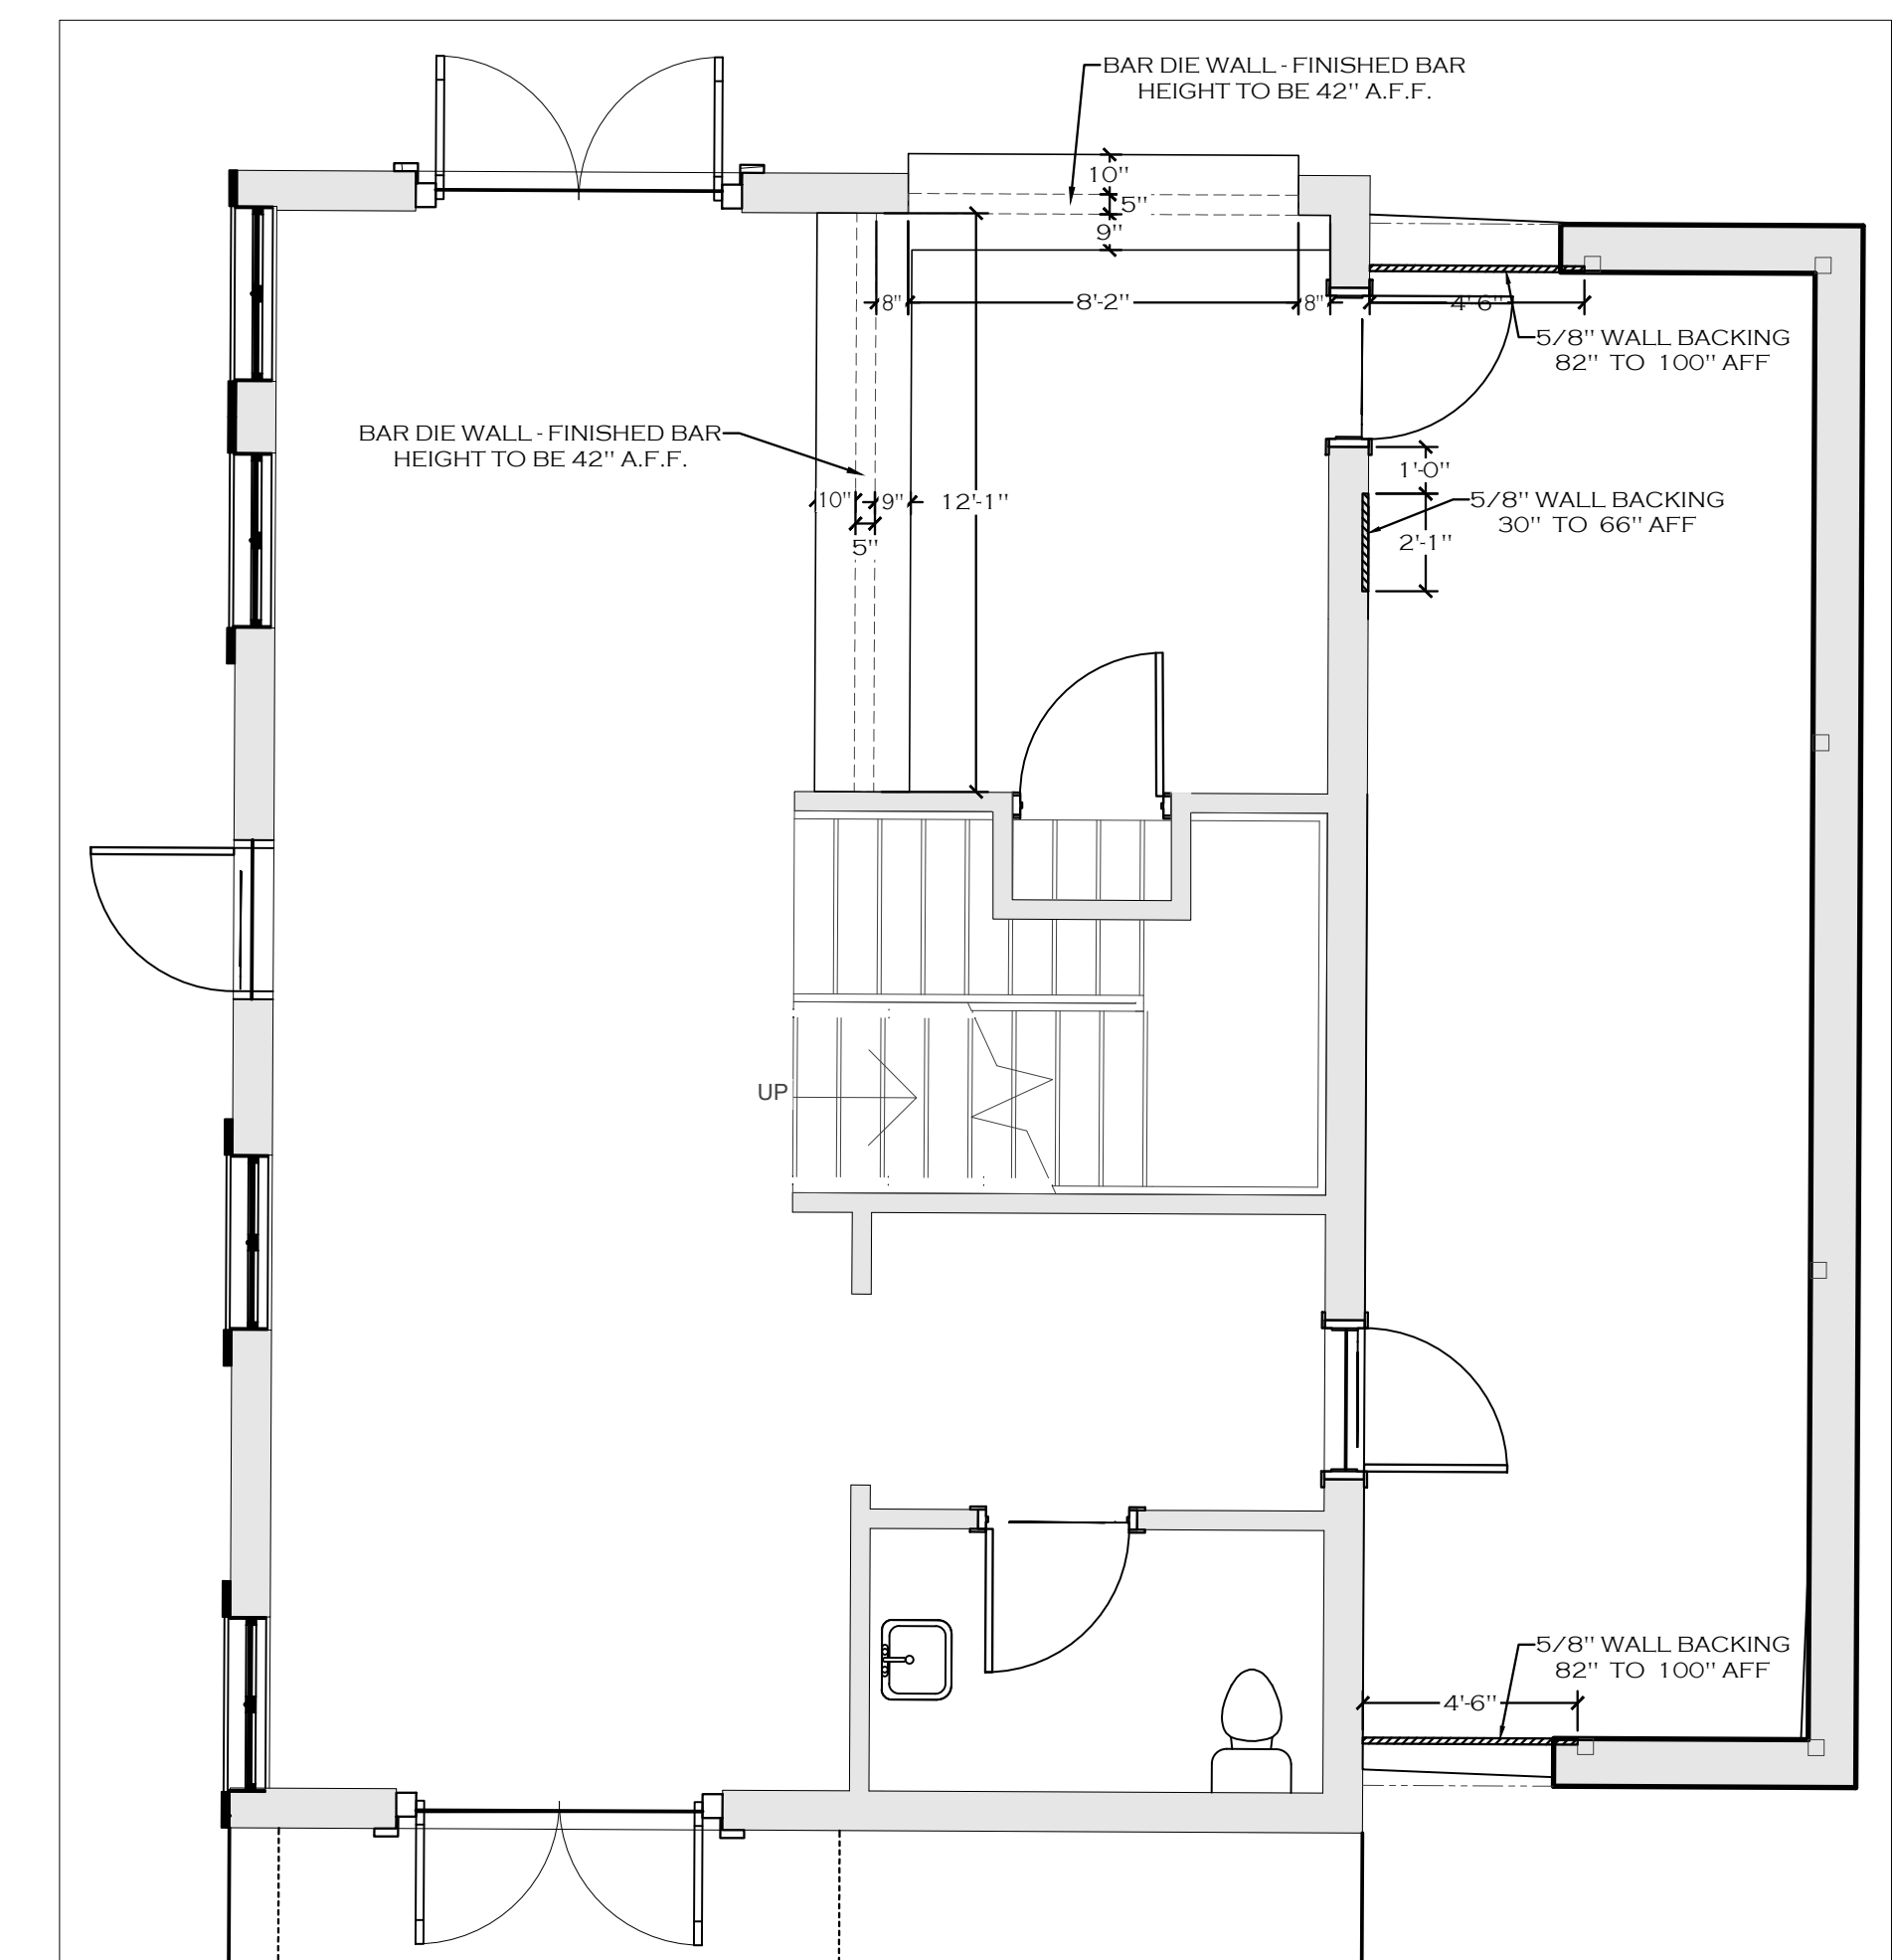 BAR DIE WALL - FINISHED BAR
HEIGHT TO BE 42" A.F.F.
10"
5"
9"
8"
8'-2"
8"
4'-6"
5/8" WALL BACKING
82" TO 100" AFF
BAR DIE WALL - FINISHED BAR
HEIGHT TO BE 42" A.F.F.
10"
9"
12'-1"
5"
1'-0"
5/8" WALL BACKING
30" TO 66" AFF
2'-1"
UP
5/8" WALL BACKING
82" TO 100" AFF
4'-6"